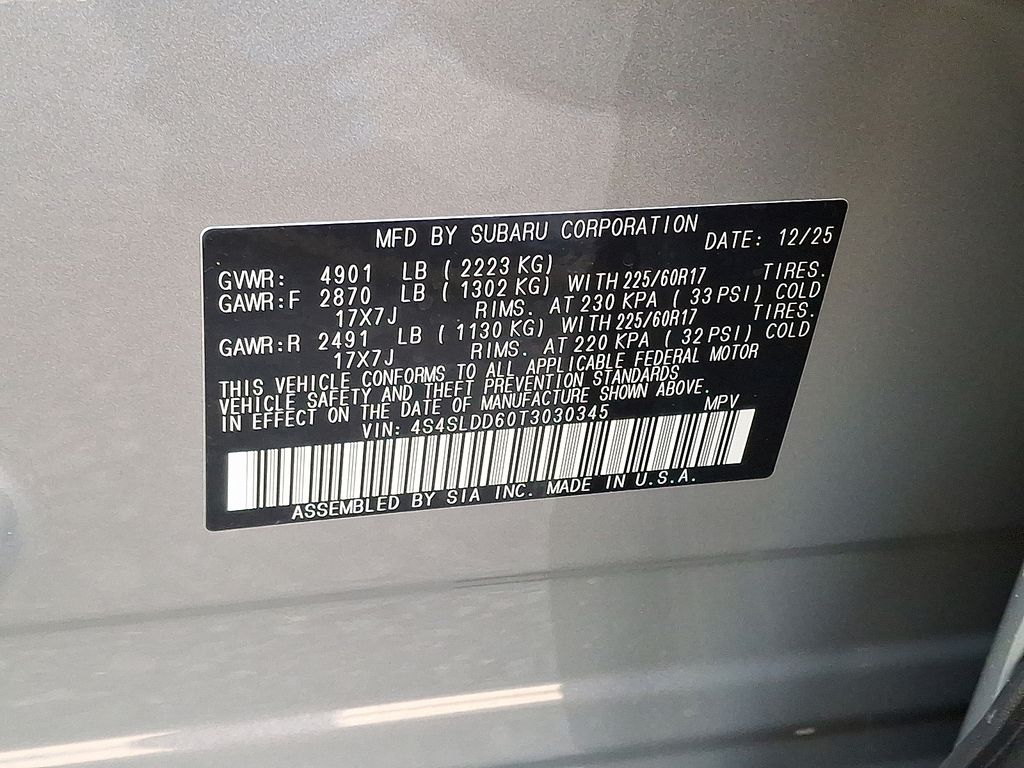 MFD BY SUBARU CORPORATION DATE: 12/25
GVWR: 4901 LB ( 2223 KG)
GAWR:F 2870 LB ( 1302 KG) WITH 225/60R17 TIRES.
17X7J RIMS. AT 230 KPA ( 33 PSI) COLD
GAWR:R 2491 LB ( 1130 KG) WITH 225/60R17 TIRES.
17X7J RIMS. AT 220 KPA ( 32 PSI) COLD
THIS VEHICLE CONFORMS TO ALL APPLICABLE FEDERAL MOTOR
VEHICLE SAFETY AND THEFT PREVENTION STANDARDS
IN EFFECT ON THE DATE OF MANUFACTURE SHOWN ABOVE.
VIN: 4S4SLDD60T3030345 MPV
ASSEMBLED BY SIA INC. MADE IN U.S.A.